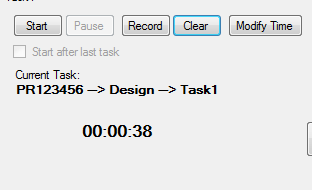 Start Pause Record Clear Modify Time
Start after last task
Current Task:
PR123456 --> Design --> Task1
00:00:38